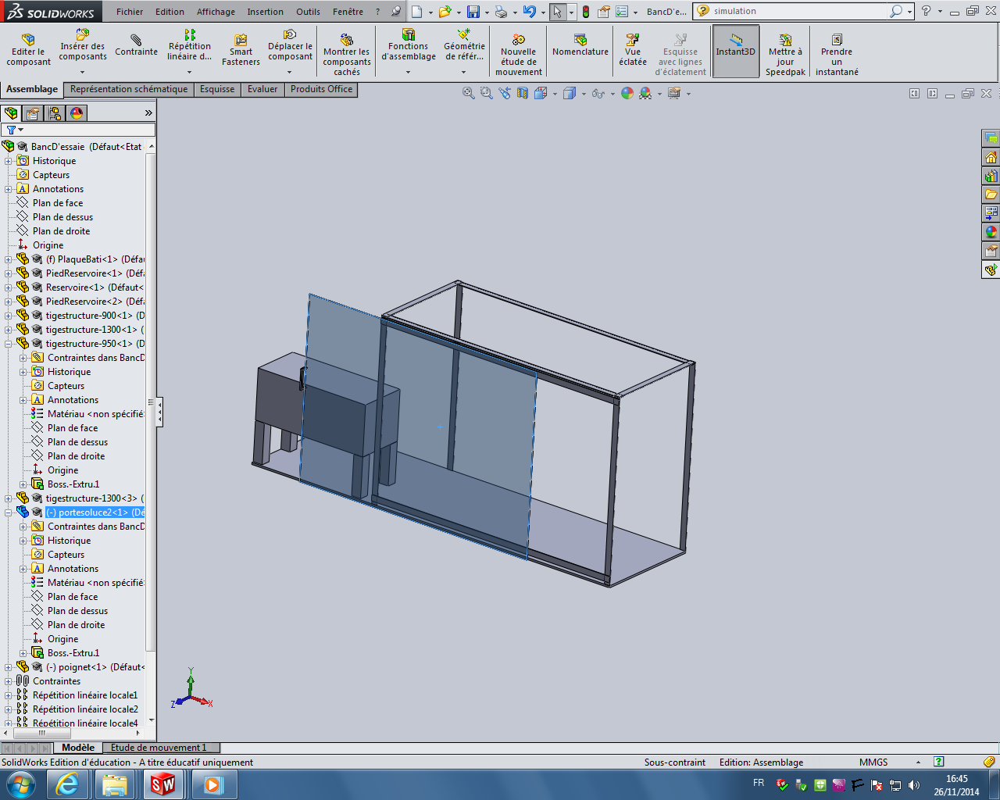 SOLIDWORKS
Fichier Edition Affichage Insertion Outils Fenêtre ?
BancD'e... simulation
Editer le composant
Insérer des composants
Contrainte
Répétition linéaire d...
Smart Fasteners
Déplacer le composant
Montrer les composants cachés
Fonctions d'assemblage
Géométrie de référ...
Nouvelle étude de mouvement
Nomenclature
Vue éclatée
Esquisse avec lignes d'éclatement
Instant3D
Mettre à jour Speedpak
Prendre un instantané
Assemblage Représentation schématique Esquisse Evaluer Produits Office
BancD'essaie (Défaut<Etat
Historique
Capteurs
Annotations
Plan de face
Plan de dessus
Plan de droite
Origine
(f) PlaqueBati<1> (Défau
PiedReservoire<1> (Défa
Reservoire<1> (Défaut<
PiedReservoire<2> (Défa
tigestructure-900<1> (D
tigestructure-1300<1> (
tigestructure-950<1> (D
Contraintes dans BancD
Historique
Capteurs
Annotations
Matériau <non spécifié>
Plan de face
Plan de dessus
Plan de droite
Origine
Boss.-Extru.1
tigestructure-1300<3> (
(-) portesoluce2<1> (Dé
Contraintes dans BancD
Historique
Capteurs
Annotations
Matériau <non spécifié>
Plan de face
Plan de dessus
Plan de droite
Origine
Boss.-Extru.1
(-) poignet<1> (Défaut<
Contraintes
Répétition linéaire locale1
Répétition linéaire locale2
Répétition linéaire locale4
Y
Z X
Modèle Etude de mouvement 1
SolidWorks Edition d'éducation - A titre éducatif uniquement Sous-contraint Edition: Assemblage MMGS
FR 16:45
26/11/2014